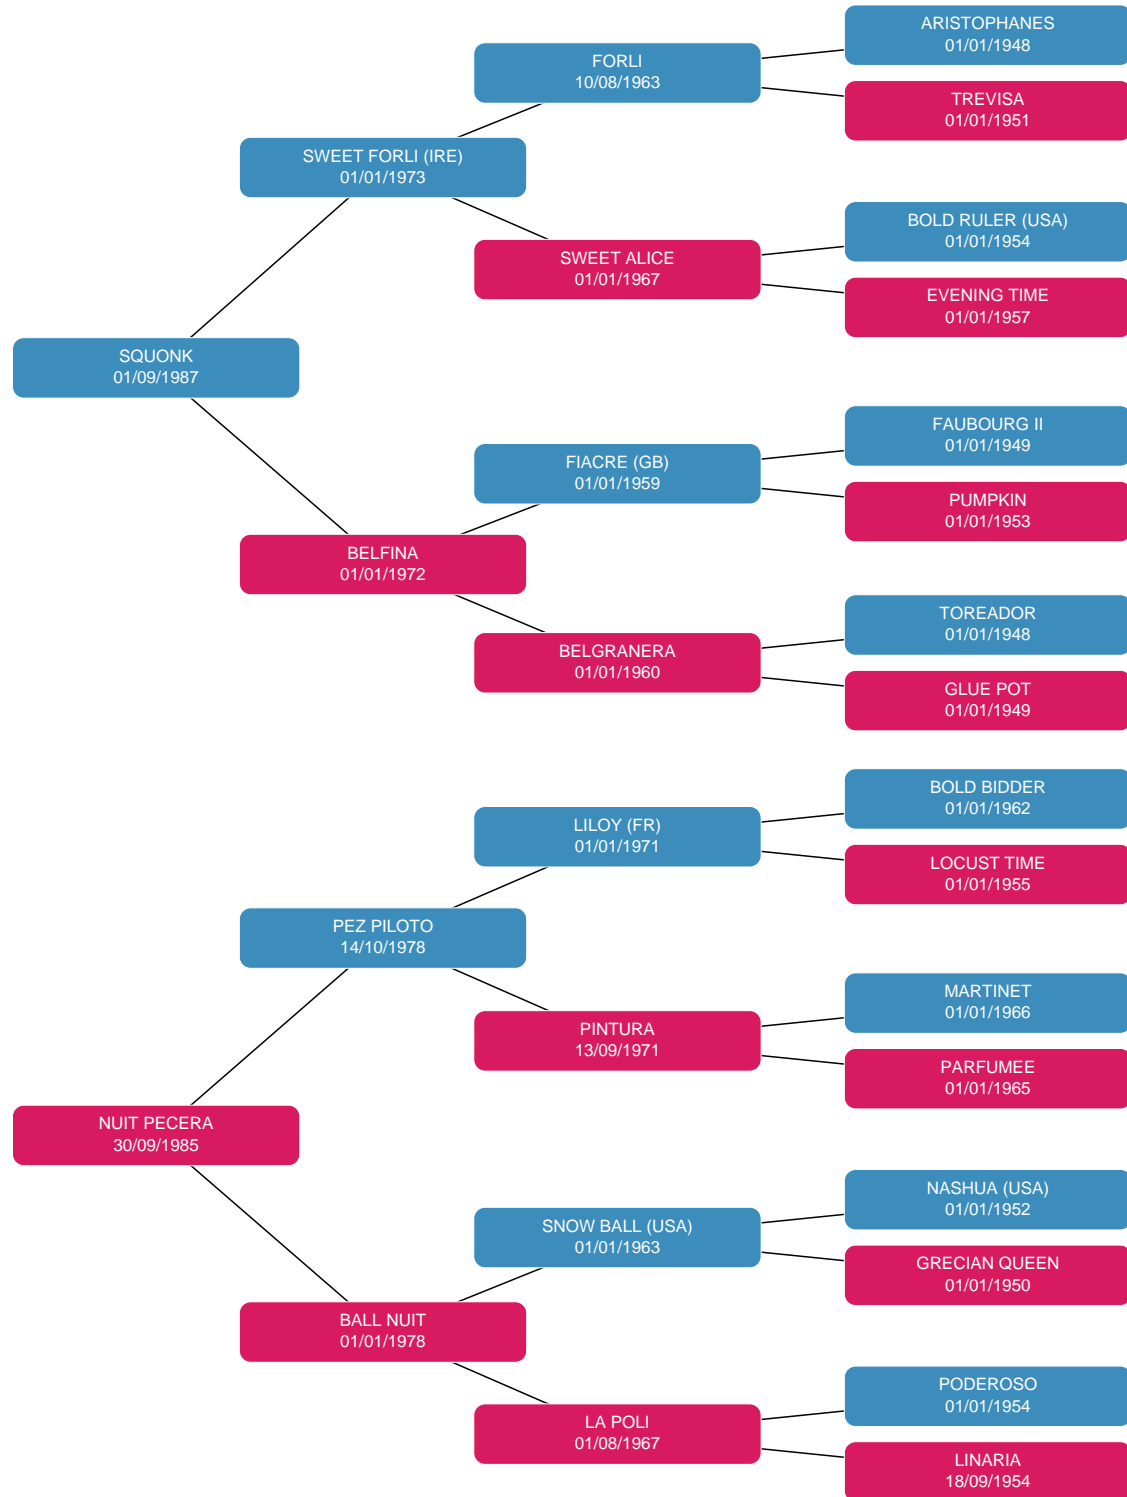 ARISTOPHANES
01/01/1948
FORLI
10/08/1963
TREVISA
01/01/1951
SWEET FORLI (IRE)
01/01/1973
BOLD RULER (USA)
01/01/1954
SWEET ALICE
01/01/1967
EVENING TIME
01/01/1957
SQUONK
01/09/1987
FAUBOURG II
01/01/1949
FIACRE (GB)
01/01/1959
PUMPKIN
01/01/1953
BELFINA
01/01/1972
TOREADOR
01/01/1948
BELGRANERA
01/01/1960
GLUE POT
01/01/1949
BOLD BIDDER
01/01/1962
LILOY (FR)
01/01/1971
LOCUST TIME
01/01/1955
PEZ PILOTO
14/10/1978
MARTINET
01/01/1966
PINTURA
13/09/1971
PARFUMEE
01/01/1965
NUIT PECERA
30/09/1985
NASHUA (USA)
01/01/1952
SNOW BALL (USA)
01/01/1963
GRECIAN QUEEN
01/01/1950
BALL NUIT
01/01/1978
PODEROSO
01/01/1954
LA POLI
01/08/1967
LINARIA
18/09/1954